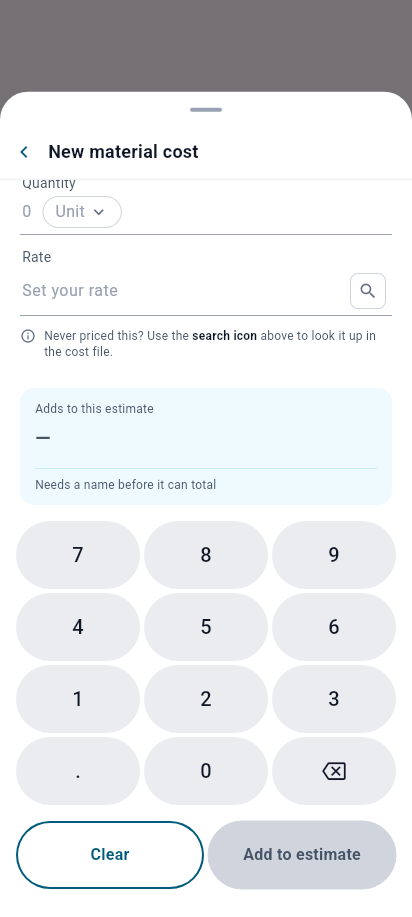 New material cost
Quantity
0 Unit
Rate
Set your rate
Never priced this? Use the search icon above to look it up in
the cost file.
Adds to this estimate
—
Needs a name before it can total
7 8 9
4 5 6
1 2 3
. 0
Clear Add to estimate